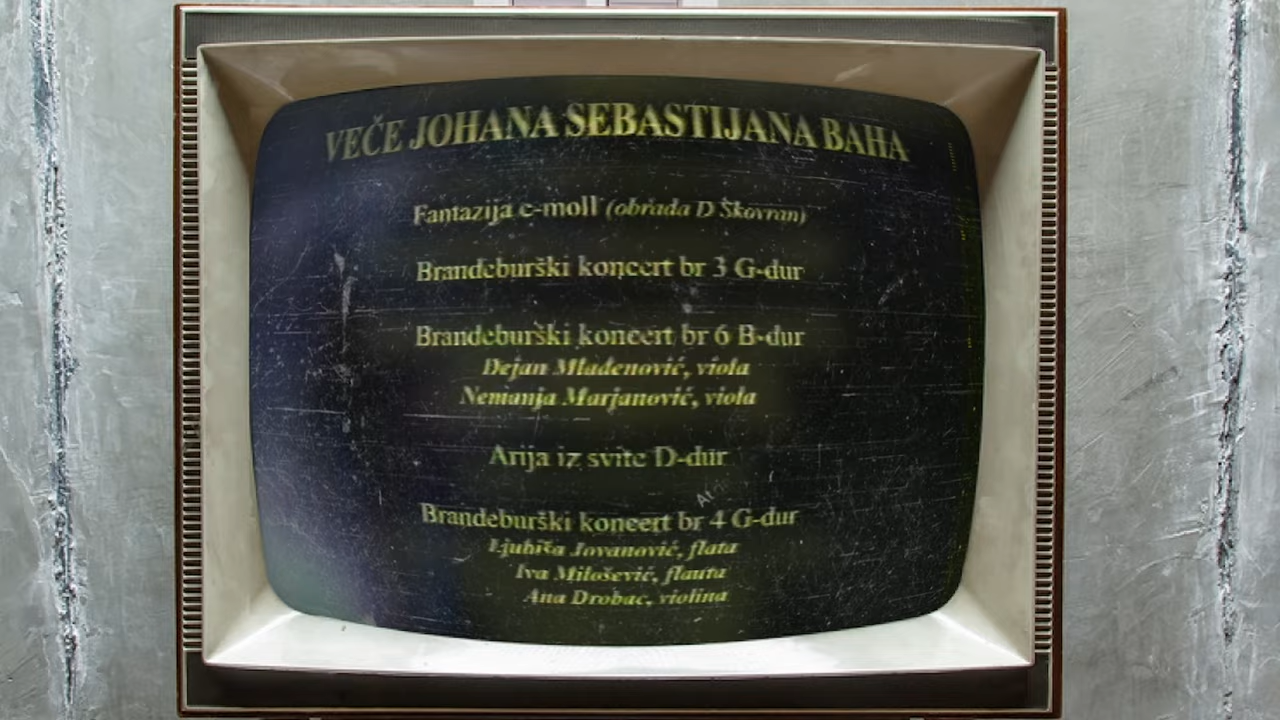 VEČE JOHANA SEBASTIJANA BAHA
Fantazija c-moll (obrada D Škovran)
Brandeburški koncert br 3 G-dur
Brandeburški koncert br 6 B-dur
Dejan Mlađenović, viola
Nemanja Marjanović, viola
Arija iz svite D-dur
Brandeburški koncert br 4 G-dur
Ljubiša Jovanović, flata
Iva Milošević, flauta
Ana Drobac, violina